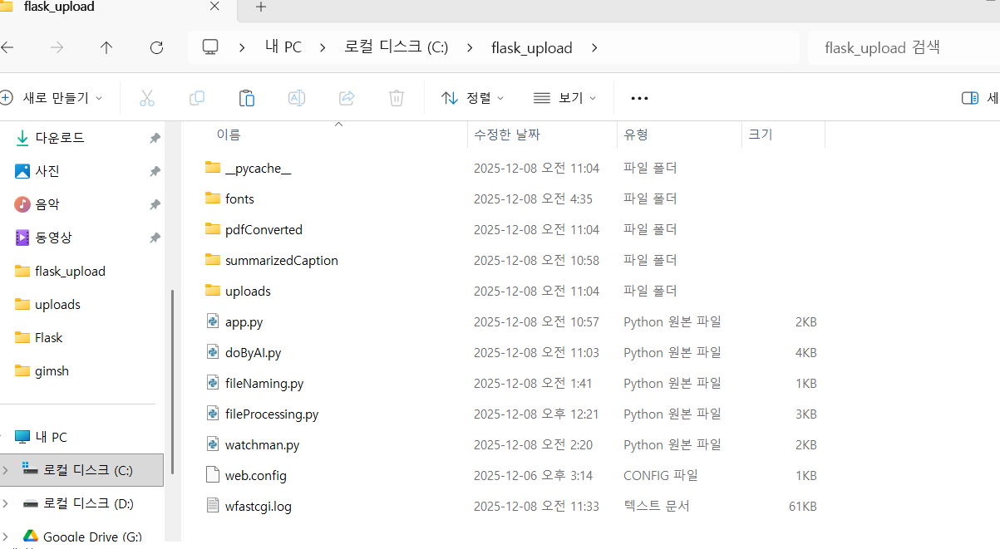 flask_upload
내 PC > 로컬 디스크 (C:) > flask_upload >
flask_upload 검색
새로 만들기
정렬
보기
세
다운로드
사진
음악
동영상
flask_upload
uploads
Flask
gimsh
내 PC
로컬 디스크 (C:)
로컬 디스크 (D:)
Google Drive (G:)
이름 수정한 날짜 유형 크기
__pycache__ 2025-12-08 오전 11:04 파일 폴더
fonts 2025-12-08 오전 4:35 파일 폴더
pdfConverted 2025-12-08 오전 11:04 파일 폴더
summarizedCaption 2025-12-08 오전 10:58 파일 폴더
uploads 2025-12-08 오전 11:04 파일 폴더
app.py 2025-12-08 오전 10:57 Python 원본 파일 2KB
doByAI.py 2025-12-08 오전 11:03 Python 원본 파일 4KB
fileNaming.py 2025-12-08 오전 1:41 Python 원본 파일 1KB
fileProcessing.py 2025-12-08 오후 12:21 Python 원본 파일 3KB
watchman.py 2025-12-08 오전 2:20 Python 원본 파일 2KB
web.config 2025-12-06 오후 3:14 CONFIG 파일 1KB
wfastcgi.log 2025-12-08 오전 11:33 텍스트 문서 61KB